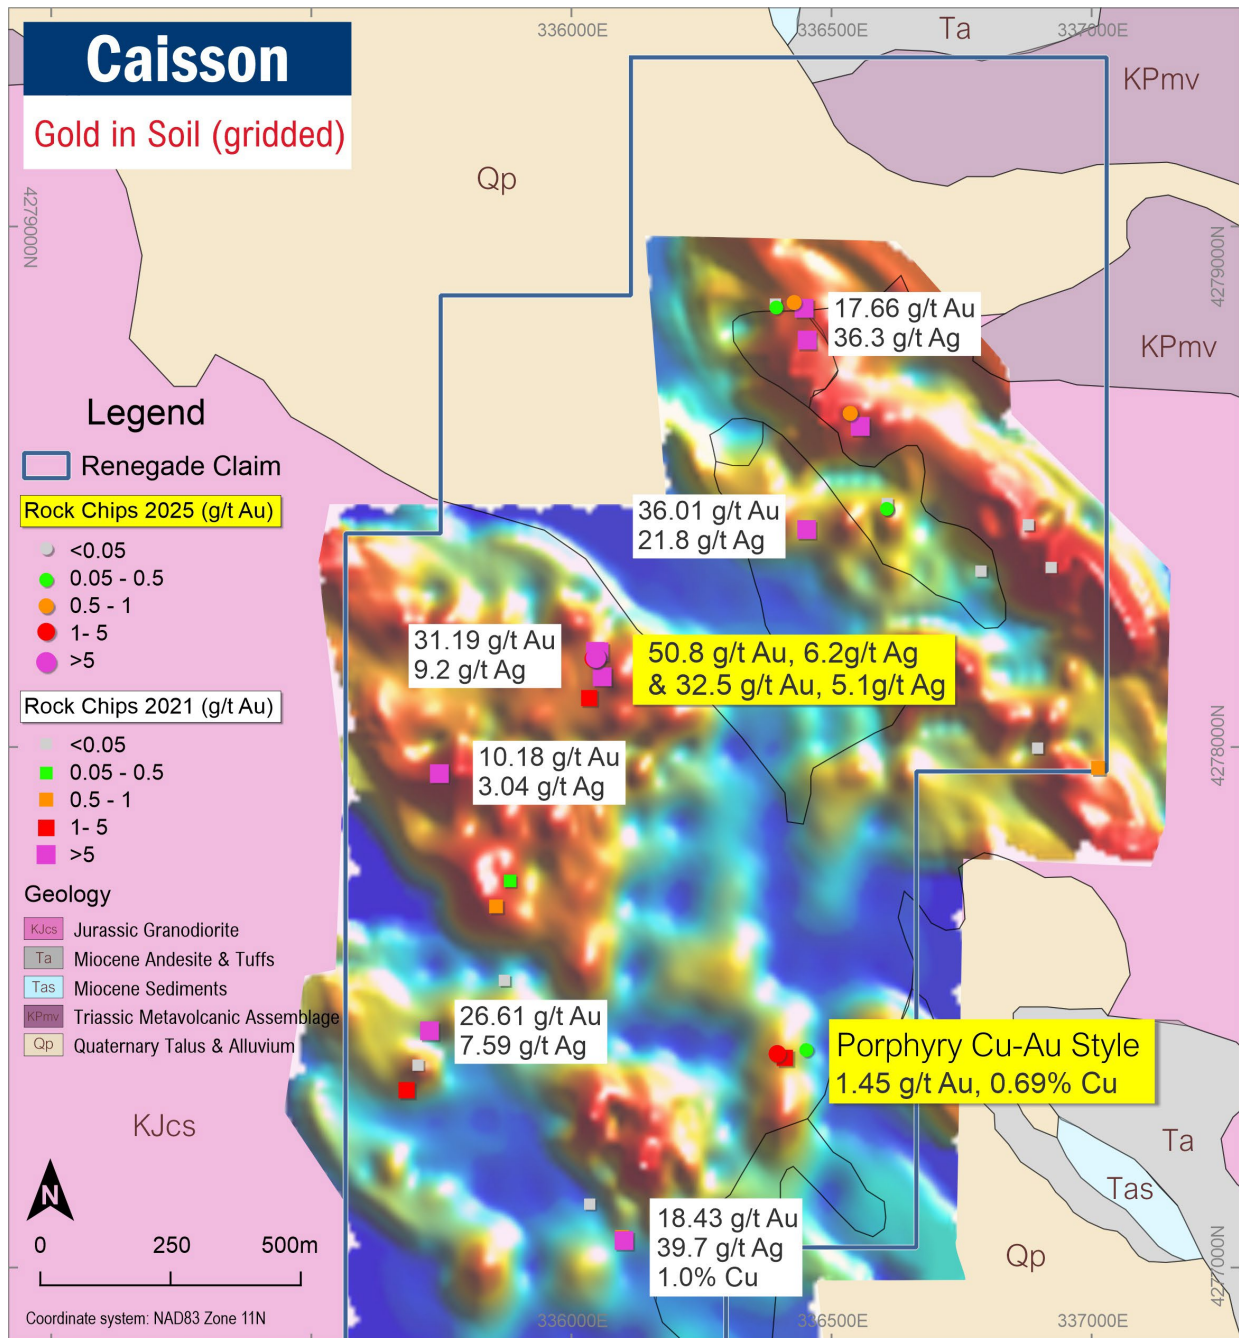 Caisson
Gold in Soil (gridded)
336000E
336500E
337000E
Ta
KPmv
Qp
4279000N
4279000N
17.66 g/t Au
36.3 g/t Ag
KPmv
Legend
Renegade Claim
Rock Chips 2025 (g/t Au)
<0.05
0.05 - 0.5
0.5 - 1
1- 5
>5
36.01 g/t Au
21.8 g/t Ag
31.19 g/t Au
9.2 g/t Ag
50.8 g/t Au, 6.2g/t Ag
& 32.5 g/t Au, 5.1g/t Ag
Rock Chips 2021 (g/t Au)
<0.05
0.05 - 0.5
0.5 - 1
1- 5
>5
10.18 g/t Au
3.04 g/t Ag
4278000N
Geology
KJcs Jurassic Granodiorite
Ta Miocene Andesite & Tuffs
Tas Miocene Sediments
KPmv Triassic Metavolcanic Assemblage
Qp Quaternary Talus & Alluvium
26.61 g/t Au
7.59 g/t Ag
Porphyry Cu-Au Style
1.45 g/t Au, 0.69% Cu
KJcs
Ta
Tas
18.43 g/t Au
39.7 g/t Ag
1.0% Cu
Qp
4277000N
N
0 250 500m
Coordinate system: NAD83 Zone 11N
336000E
336500E
337000E